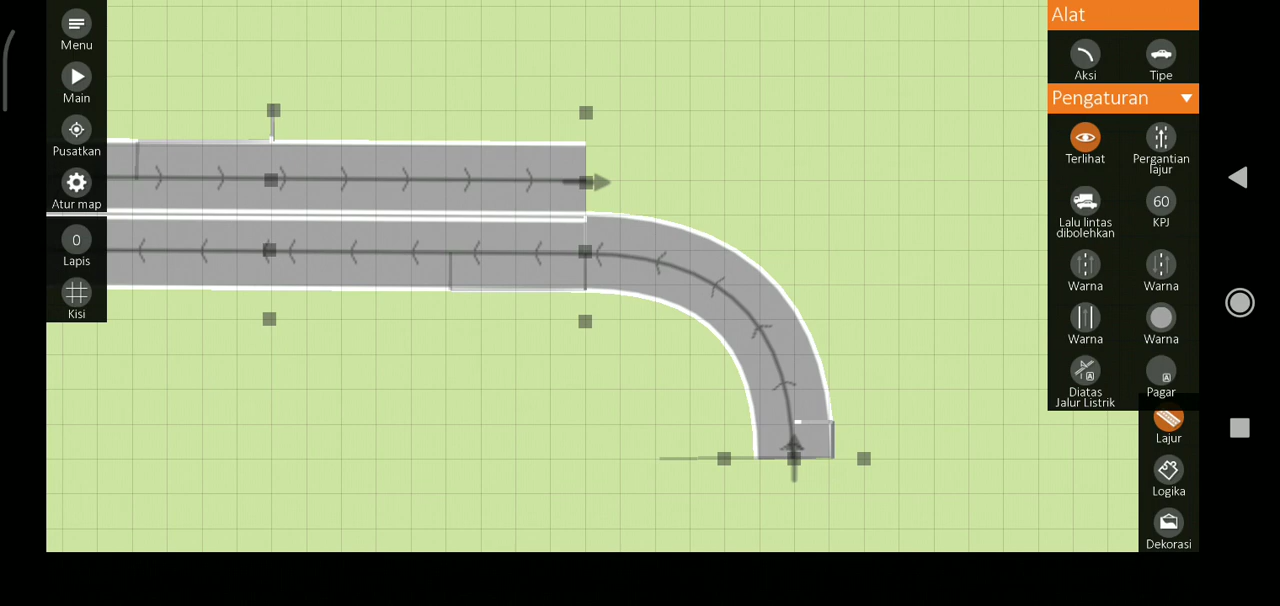 Menu
Main
Pusatkan
Atur map
0
Lapis
Kisi
Alat
Aksi
Tipe
Pengaturan
Terlihat
Pergantian
lajur
Lalu lintas
dibolehkan
60
KPJ
Warna
Warna
Warna
Warna
Diatas
Jalur Listrik
A
Pagar
A
Lajur
Logika
Dekorasi